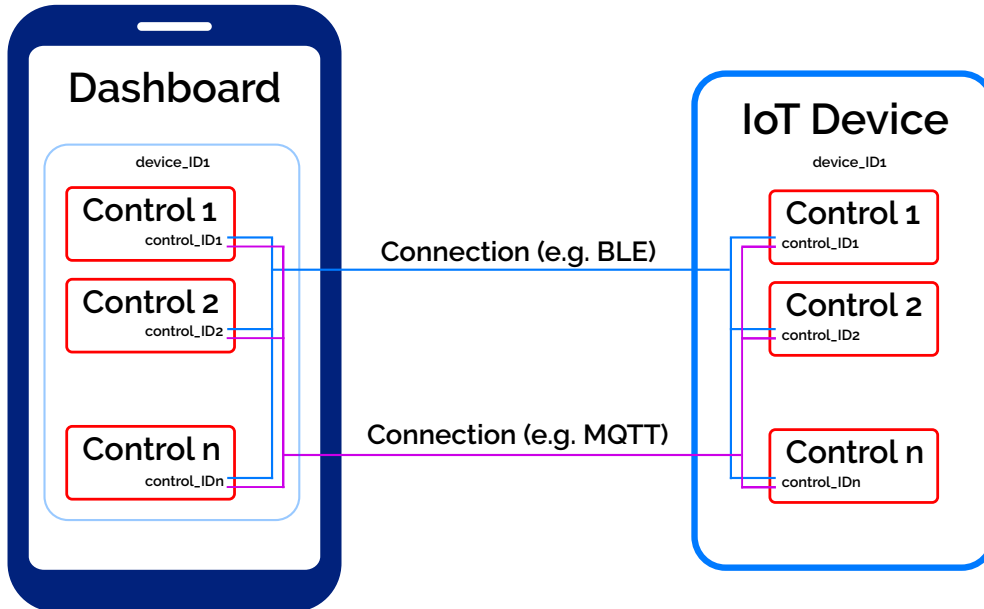 Dashboard
device_ID1
Control 1
control_ID1
Control 2
control_ID2
Control n
control_IDn
Connection (e.g. BLE)
Connection (e.g. MQTT)
IoT Device
device_ID1
Control 1
control_ID1
Control 2
control_ID2
Control n
control_IDn